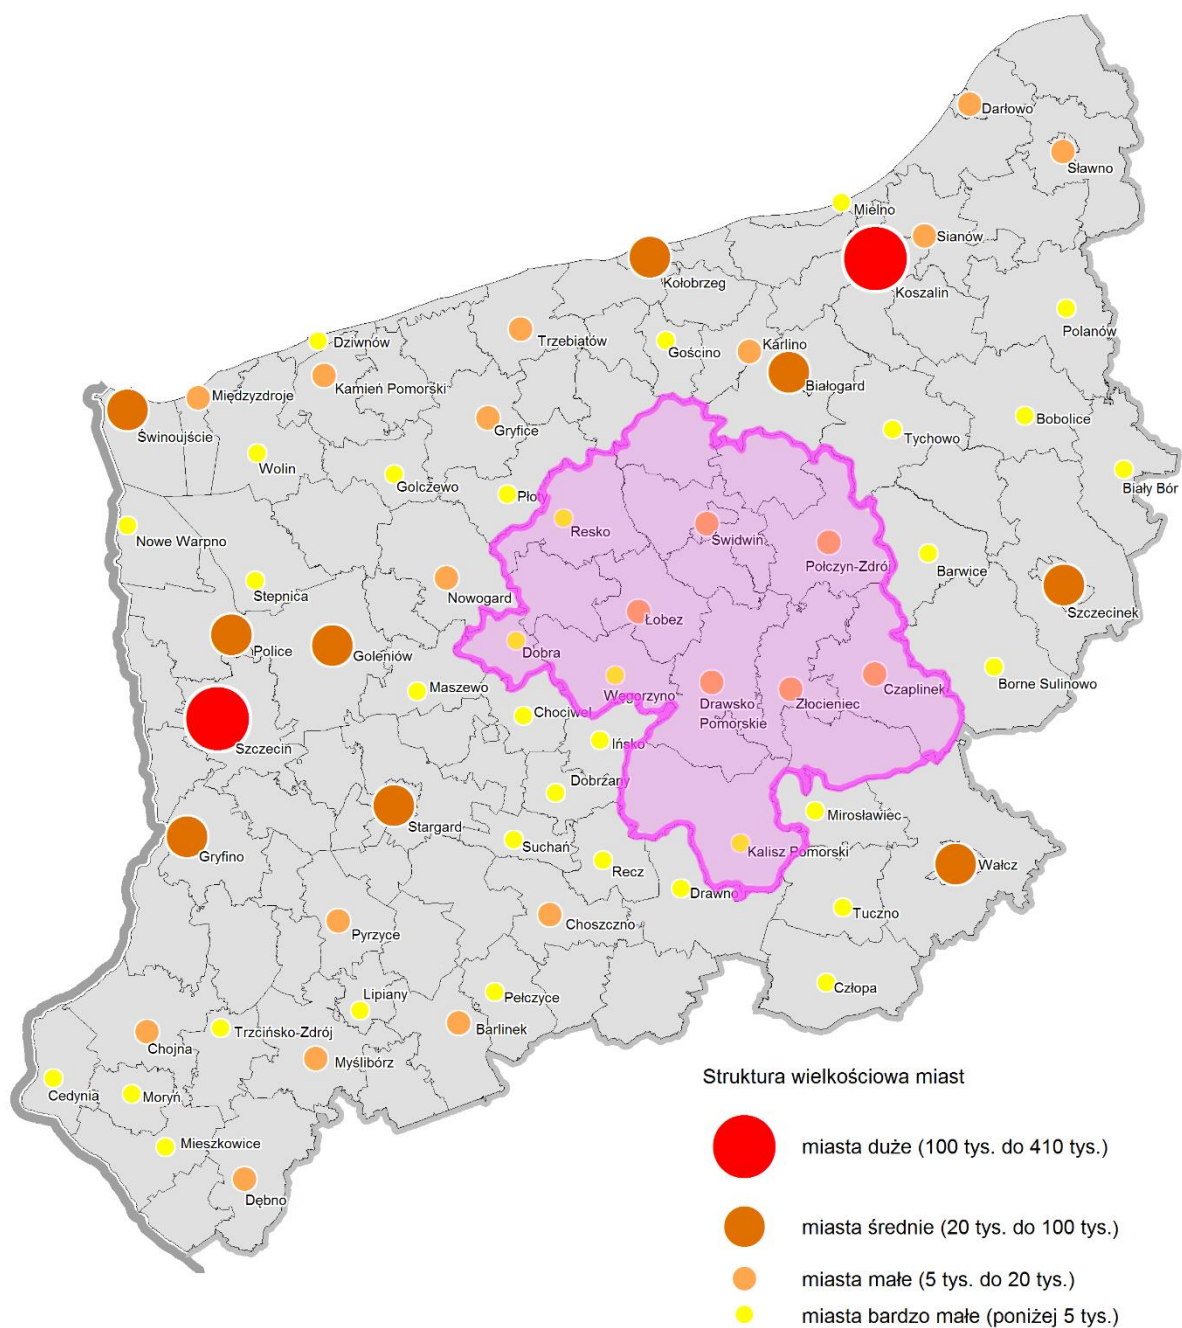 Darłowo
Sławno
Mielno
Sianów
Kołobrzeg
Koszalin
Polanów
Dziwnów
Trzebiatów
Gościno
Karlino
Białogard
Kamień Pomorski
Międzyzdroje
Świnoujście
Gryfice
Tychowo
Bobolice
Wolin
Golczewo
Płoty
Biały Bór
Resko
Świdwin
Połczyn-Zdrój
Nowe Warpno
Barwice
Stepnica
Nowogard
Szczecinek
Łobez
Police
Goleniów
Dobra
Maszewo
Węgorzyno
Drawsko
Pomorskie
Złocieniec
Czaplinek
Borne Sulinowo
Chociwel
Szczecin
Ińsko
Dobrzany
Mirosławiec
Stargard
Gryfino
Suchań
Kalisz Pomorski
Recz
Wałcz
Drawno
Tuczno
Pyrzyce
Choszczno
Człopa
Lipiany
Pełczyce
Trzcińsko-Zdrój
Barlinek
Chojna
Myślibórz
Cedynia
Moryń
Mieszkowice
Dębno
Struktura wielkościowa miast
miasta duże (100 tys. do 410 tys.)
miasta średnie (20 tys. do 100 tys.)
miasta małe (5 tys. do 20 tys.)
miasta bardzo małe (poniżej 5 tys.)